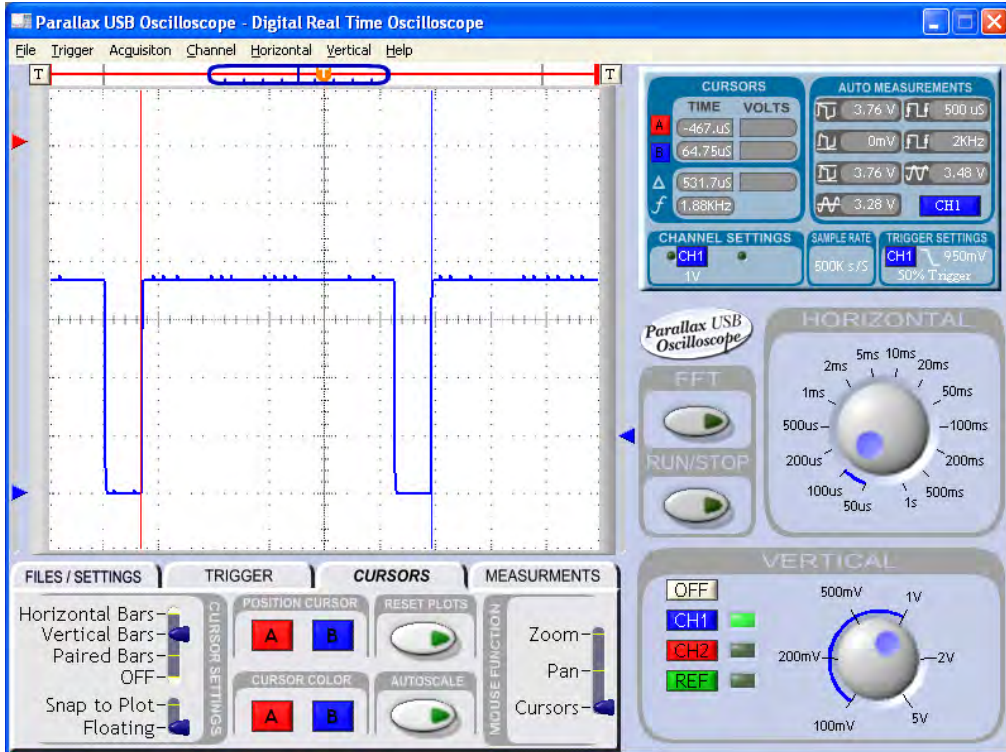 Parallax USB Oscilloscope - Digital Real Time Oscilloscope
File Trigger Acquisiton Channel Horizontal Vertical Help
T T T
CURSORS
TIME VOLTS
A -467.uS
B 64.75uS
Δ 531.7uS
f 1.88KHz
AUTO MEASUREMENTS
3.76 V 500 uS
0mV 2KHz
3.76 V 3.48 V
3.28 V CH1
CHANNEL SETTINGS
CH1
1V
SAMPLE RATE
500K s/S
TRIGGER SETTINGS
CH1 950mV
50% Trigger
Parallax USB
Oscilloscope
FFT
RUN/STOP
HORIZONTAL
50us
100us
200us
500us
1ms
2ms
5ms
10ms
20ms
50ms
100ms
200ms
500ms
1s
FILES / SETTINGS TRIGGER CURSORS MEASURMENTS
Horizontal Bars
Vertical Bars
Paired Bars
OFF
Snap to Plot
Floating
CURSOR SETTINGS
POSITION CURSOR
A B
CURSOR COLOR
A B
RESET PLOTS
AUTOSCALE
MOUSE FUNCTION
Zoom
Pan
Cursors
VERTICAL
OFF
CH1
CH2
REF
100mV
200mV
500mV
1V
2V
5V